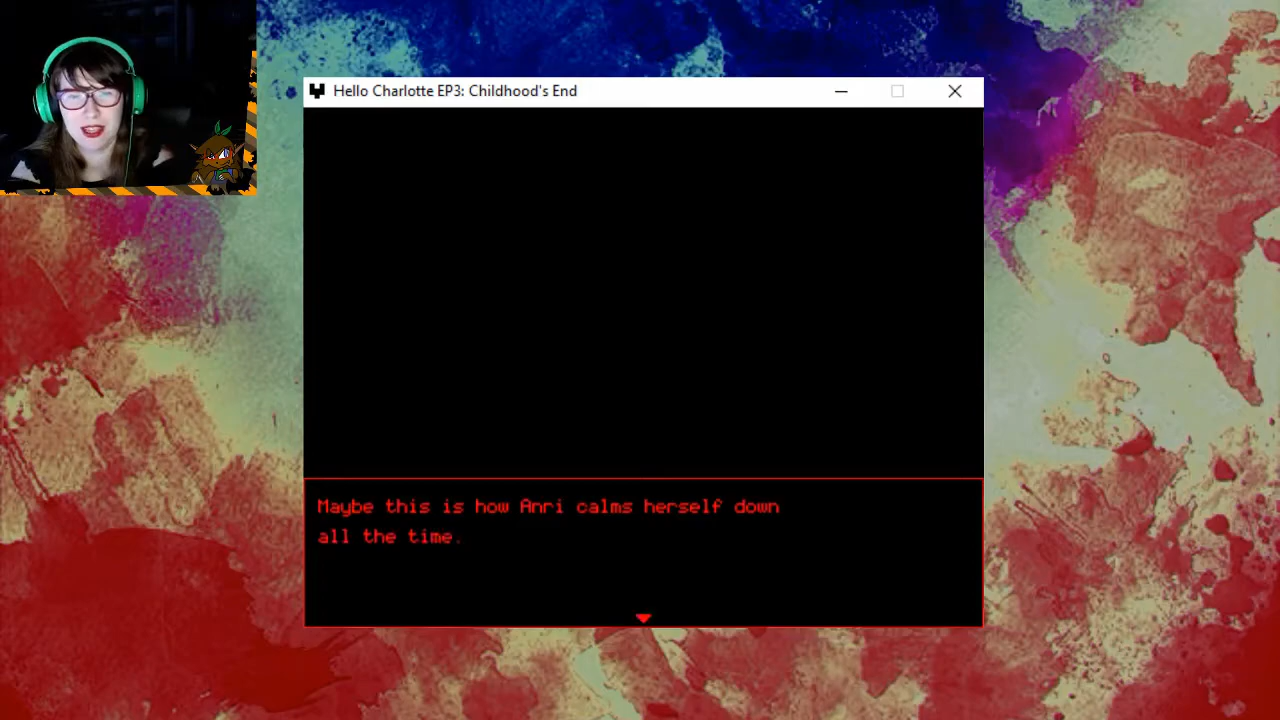 Hello Charlotte EP3: Childhood's End
Maybe this is how Anri calms herself down
all the time.